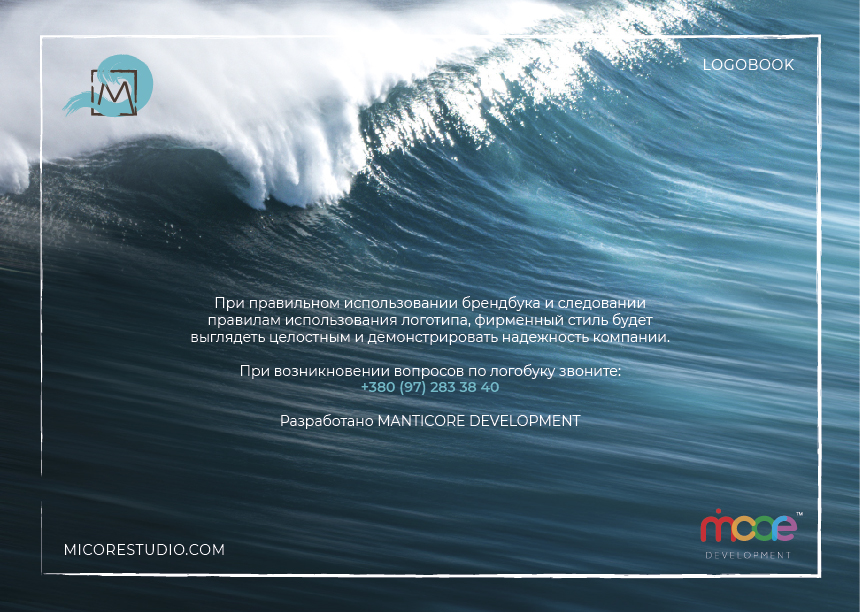 M
LOGOBOOK
При правильном использовании брендбука и следовании
правилам использования логотипа, фирменный стиль будет
выглядеть целостным и демонстрировать надежность компании.
При возникновении вопросов по логобуку звоните:
+380 (97) 283 38 40
Разработано MANTICORE DEVELOPMENT
micore™
DEVELOPMENT
MICORESTUDIO.COM